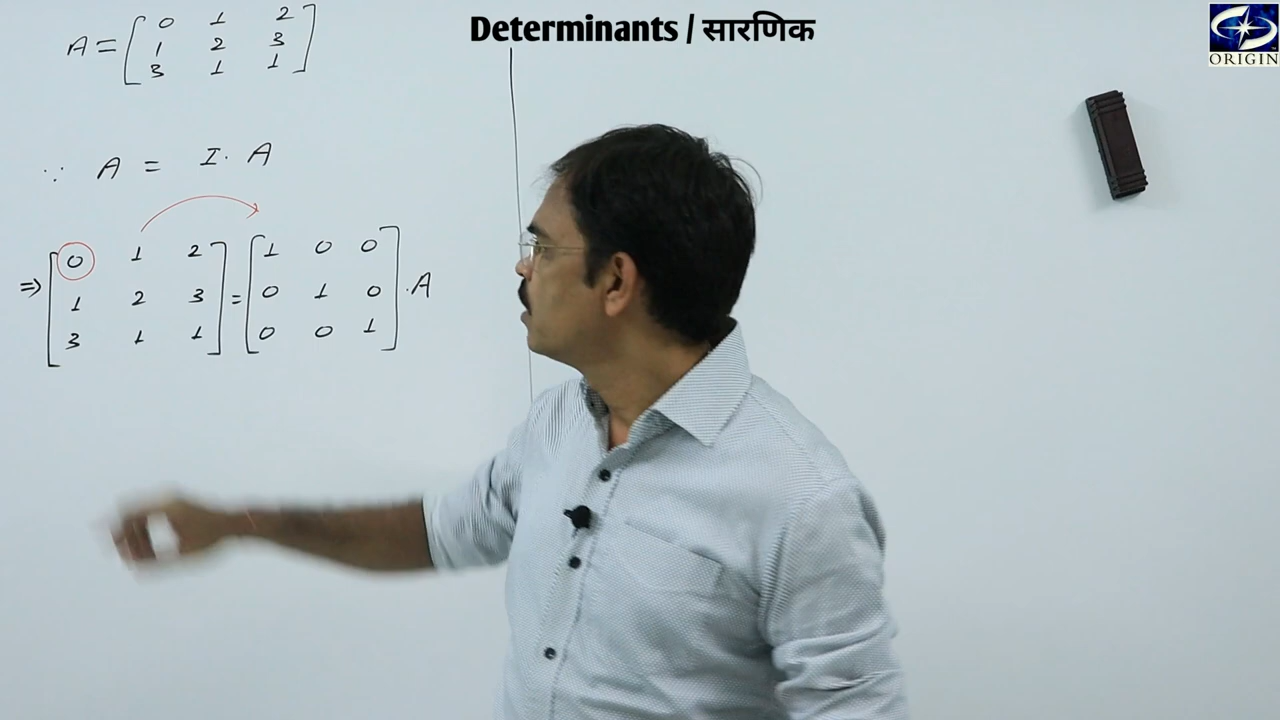 Determinants / सारणिक
ORIGIN
A = [ 0 1 2
1 2 3
3 1 1 ]
∵ A = I . A
⇒ [ 0 1 2 ] = [ 1 0 0 ] . A
1 2 3 0 1 0
3 1 1 0 0 1